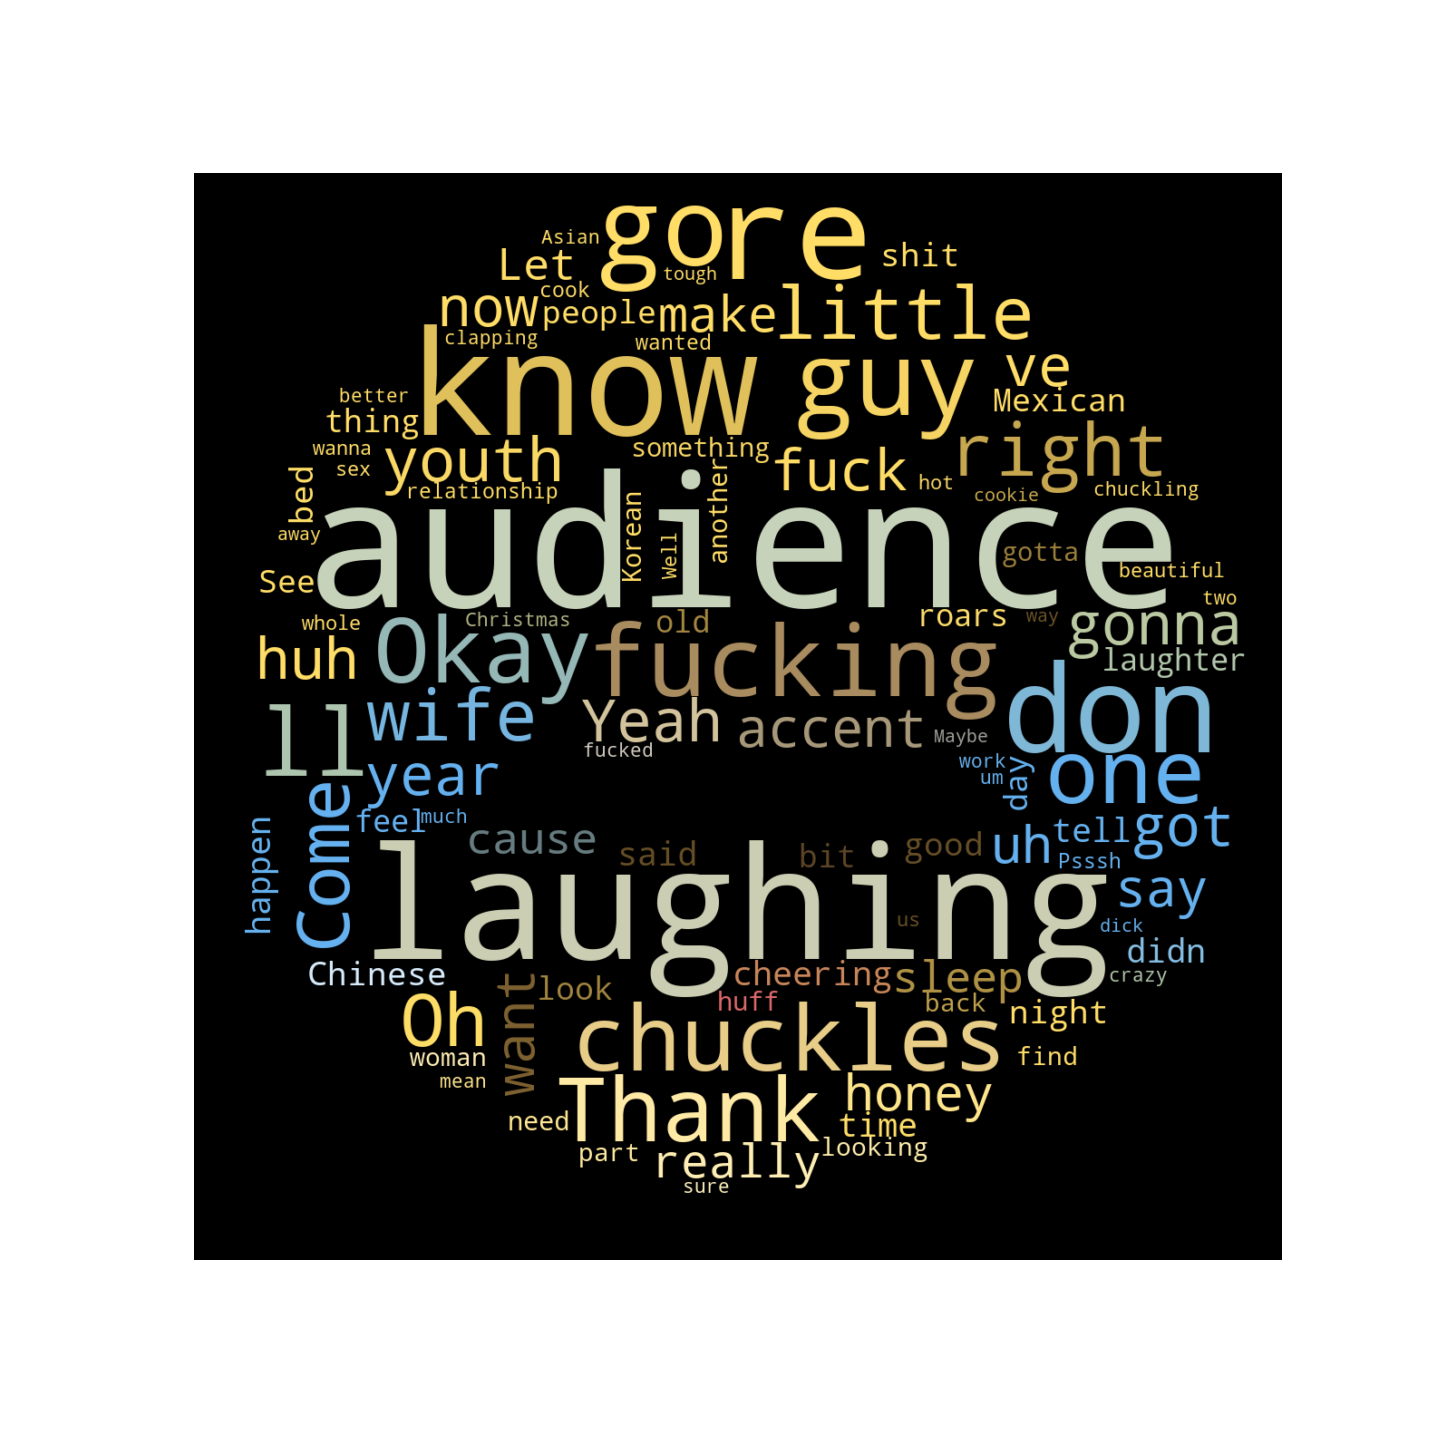 gore
Asian
shit
Let
tough
cook
now
people
make
little
clapping
wanted
know
guy
ve
Mexican
better
thing
wanna
something
right
youth
fuck
sex
hot
chuckling
relationship
cookie
bed
audience
Korean
Well
another
away
gotta
beautiful
See
two
whole
Christmas
old
roars
way
gonna
huh
Okay
fucking
laughter
don
ll
wife
Yeah
accent
Maybe
fucked
year
work
um
day
one
Come
feel
much
happen
cause
said
bit
good
uh
tell
got
Psssh
laughing
say
us
dick
didn
Chinese
cheering
sleep
crazy
want
look
huff
back
night
Oh
chuckles
woman
find
mean
Thank
honey
need
time
part
really
looking
sure